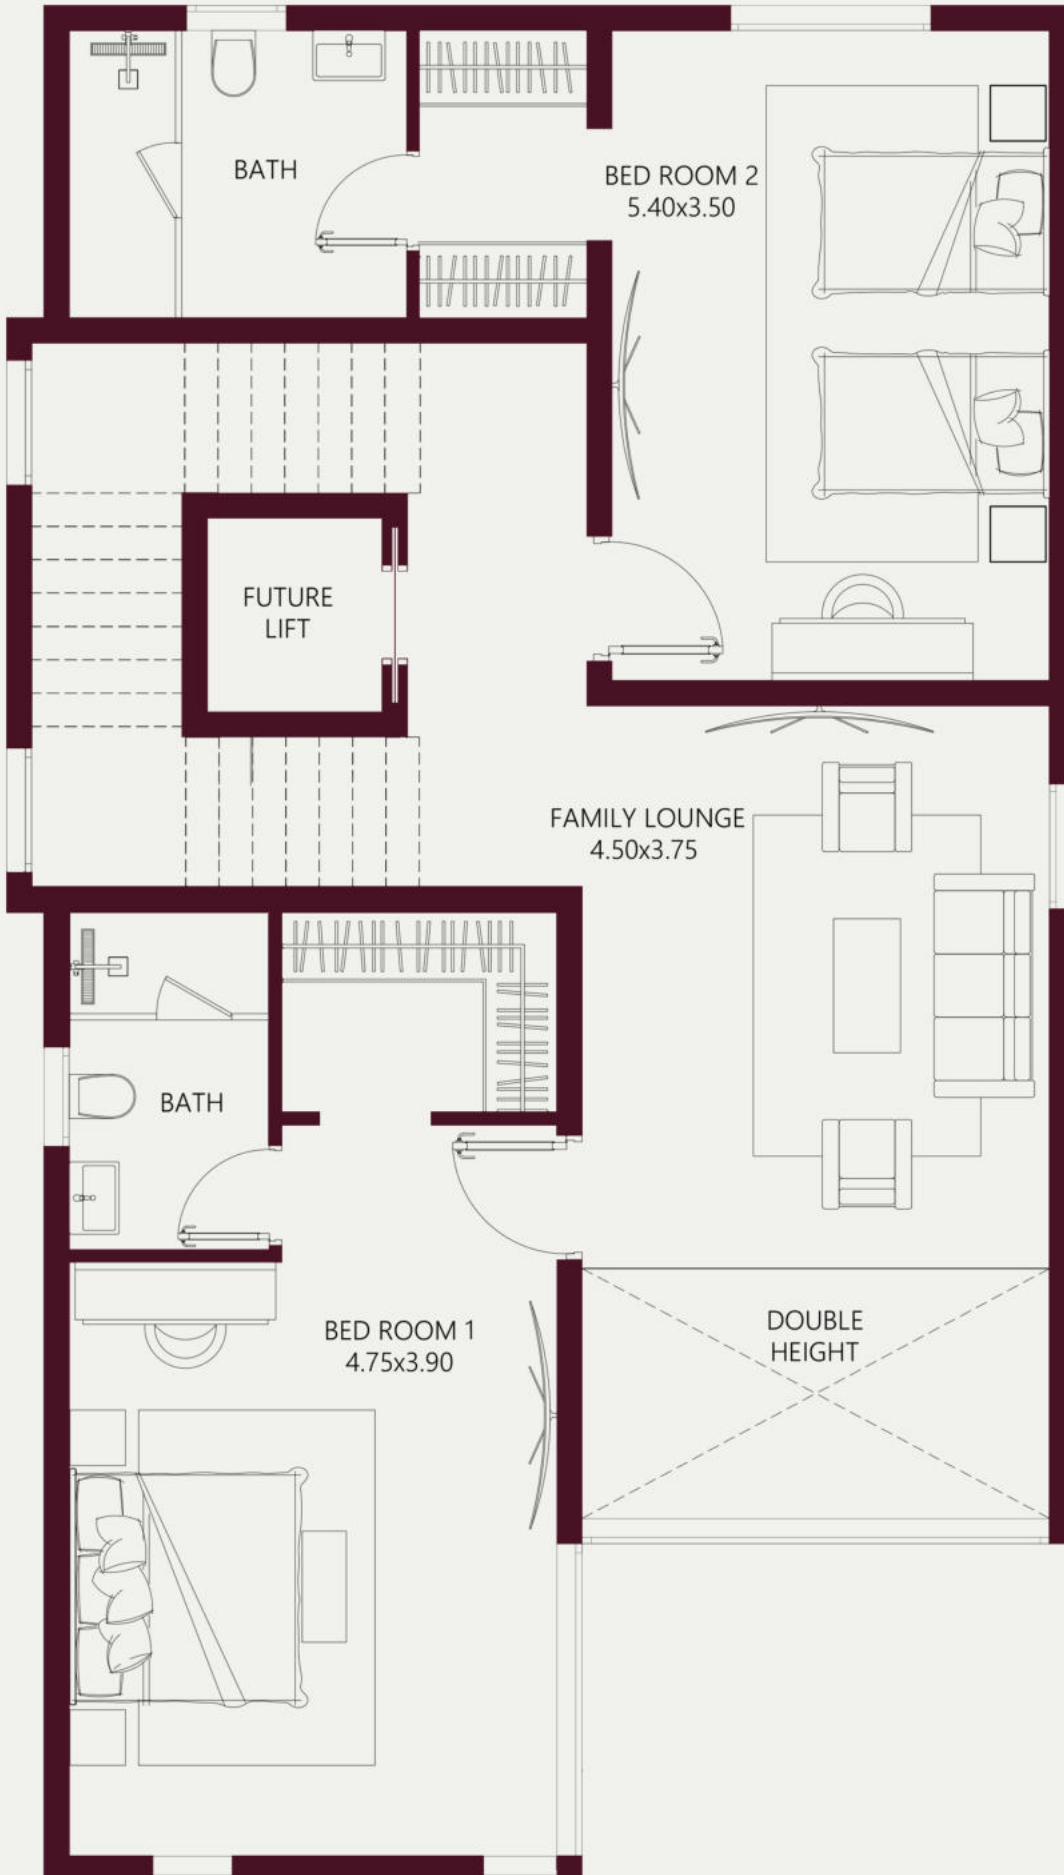 BATH
BED ROOM 2
5.40x3.50
FUTURE
LIFT
FAMILY LOUNGE
4.50x3.75
BATH
DOUBLE
HEIGHT
BED ROOM 1
4.75x3.90